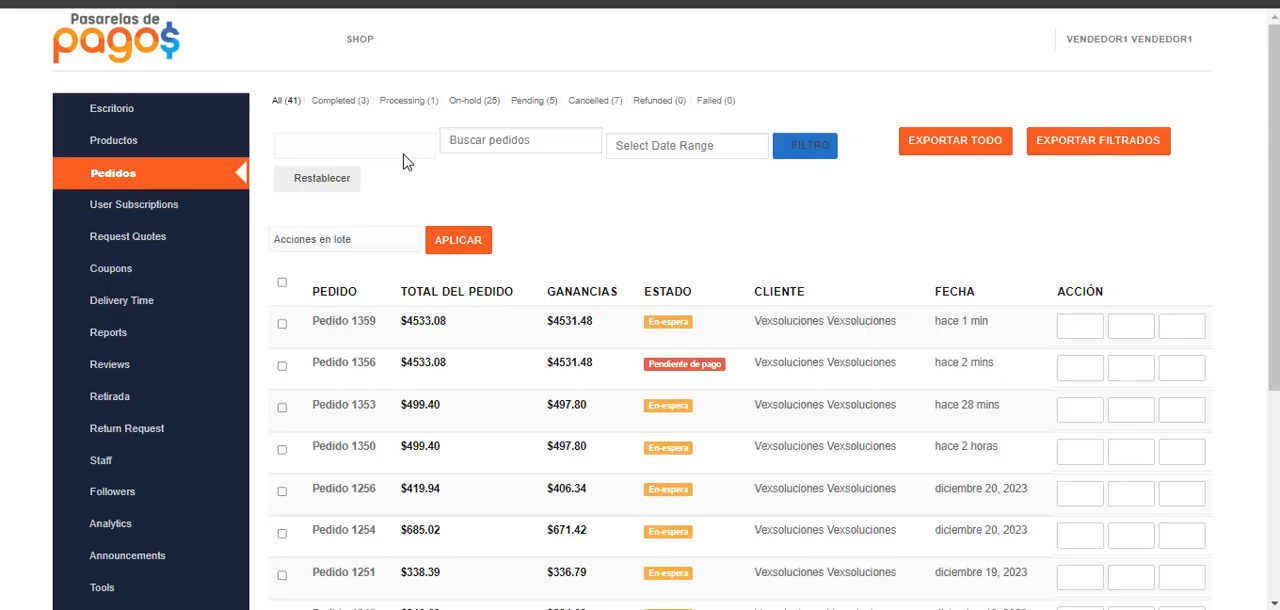 Pasarelas de
pago$
SHOP
VENDEDOR1 VENDEDOR1
Escritorio
Productos
Pedidos
User Subscriptions
Request Quotes
Coupons
Delivery Time
Reports
Reviews
Retirada
Return Request
Staff
Followers
Analytics
Announcements
Tools
All (41) Completed (3) Processing (1) On-hold (25) Pending (5) Cancelled (7) Refunded (0) Failed (0)
Buscar pedidos Select Date Range FILTRO EXPORTAR TODO EXPORTAR FILTRADOS
Restablecer
Acciones en lote APLICAR
PEDIDO TOTAL DEL PEDIDO GANANCIAS ESTADO CLIENTE FECHA ACCIÓN
Pedido 1359 $4533.08 $4531.48 En-espera Vexsoluciones Vexsoluciones hace 1 min
Pedido 1356 $4533.08 $4531.48 Pendiente de pago Vexsoluciones Vexsoluciones hace 2 mins
Pedido 1353 $499.40 $497.80 En-espera Vexsoluciones Vexsoluciones hace 28 mins
Pedido 1350 $499.40 $497.80 En-espera Vexsoluciones Vexsoluciones hace 2 horas
Pedido 1256 $419.94 $406.34 En-espera Vexsoluciones Vexsoluciones diciembre 20, 2023
Pedido 1254 $685.02 $671.42 En-espera Vexsoluciones Vexsoluciones diciembre 20, 2023
Pedido 1251 $338.39 $336.79 En-espera Vexsoluciones Vexsoluciones diciembre 19, 2023